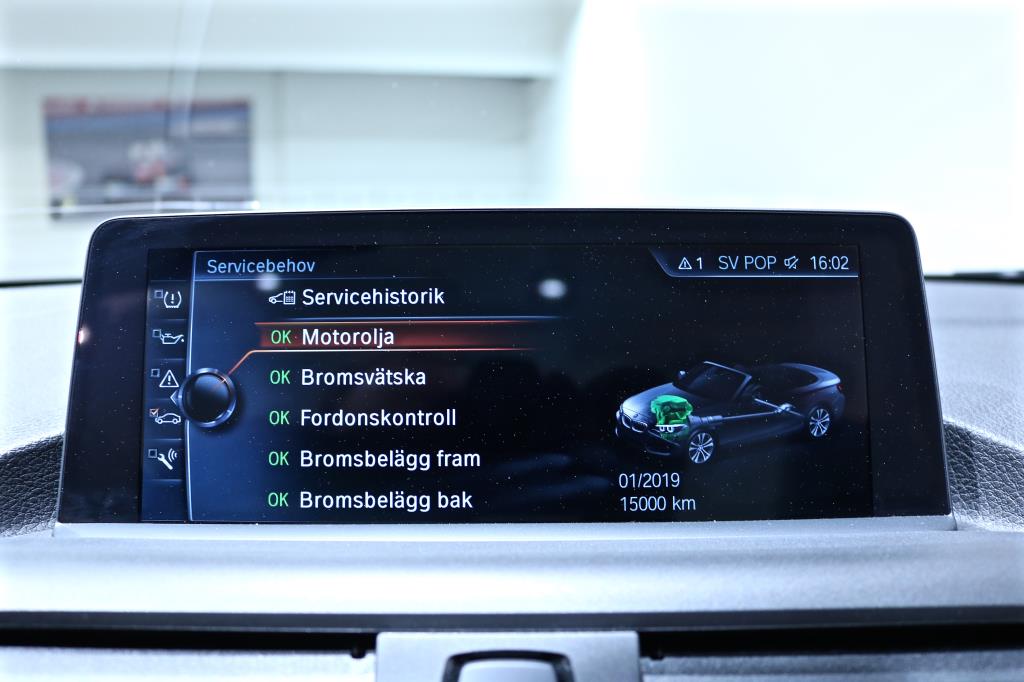 Servicebehov
1 SV POP 16:02
Servicehistorik
OK Motorolja
OK Bromsvätska
OK Fordonskontroll
OK Bromsbelägg fram
OK Bromsbelägg bak
01/2019
15000 km